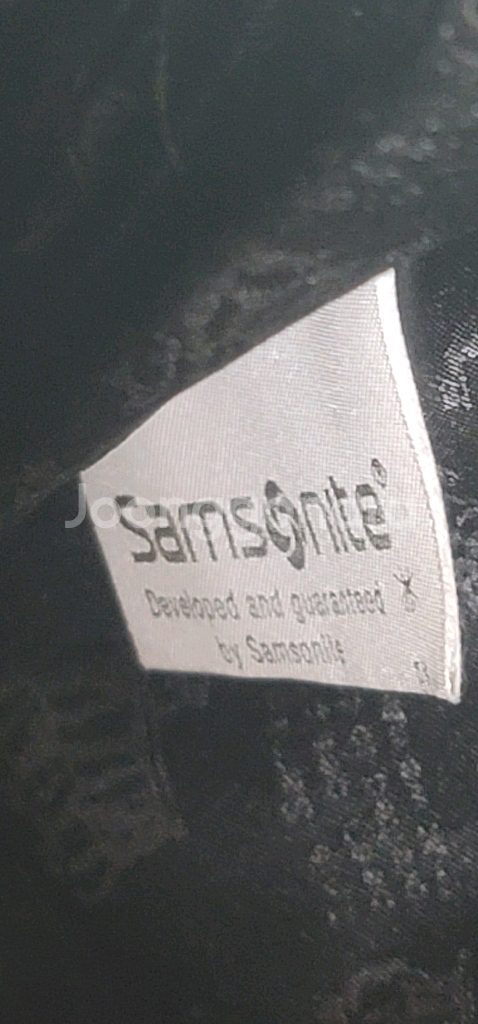 Samsonite®
Developed and guaranteed
by Samsonite